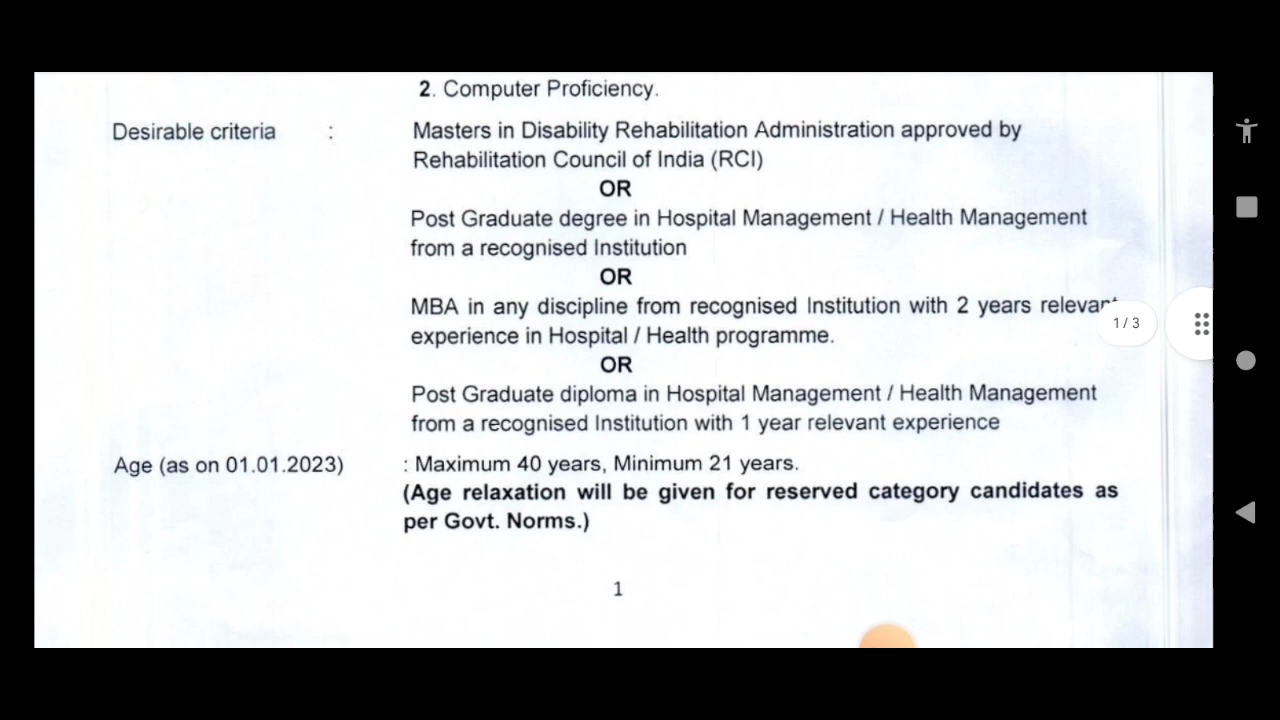 2. Computer Proficiency.
Desirable criteria : Masters in Disability Rehabilitation Administration approved by
Rehabilitation Council of India (RCI)
OR
Post Graduate degree in Hospital Management / Health Management
from a recognised Institution
OR
MBA in any discipline from recognised Institution with 2 years relevant
experience in Hospital / Health programme.
1 / 3
OR
Post Graduate diploma in Hospital Management / Health Management
from a recognised Institution with 1 year relevant experience
Age (as on 01.01.2023) : Maximum 40 years, Minimum 21 years.
(Age relaxation will be given for reserved category candidates as
per Govt. Norms.)
1